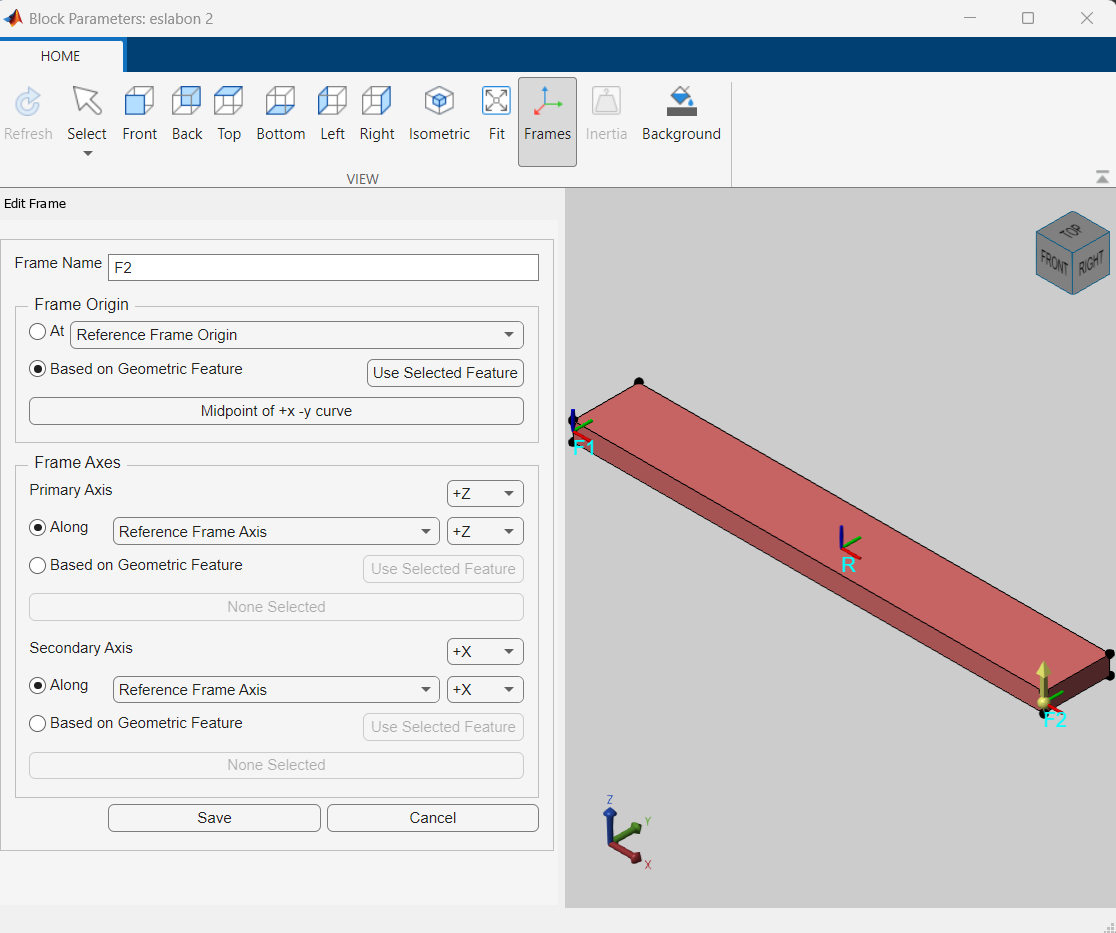 Block Parameters: eslabon 2
HOME
Refresh Select Front Back Top Bottom Left Right Isometric Fit Frames Inertia Background
VIEW
Edit Frame
Frame Name F2
Frame Origin
At Reference Frame Origin
Based on Geometric Feature Use Selected Feature
Midpoint of +x -y curve
Frame Axes
Primary Axis +Z
Along Reference Frame Axis +Z
Based on Geometric Feature Use Selected Feature
None Selected
Secondary Axis +X
Along Reference Frame Axis +X
Based on Geometric Feature Use Selected Feature
None Selected
Save Cancel
TOP
FRONT RIGHT
F1
R
F2
Z
Y
X